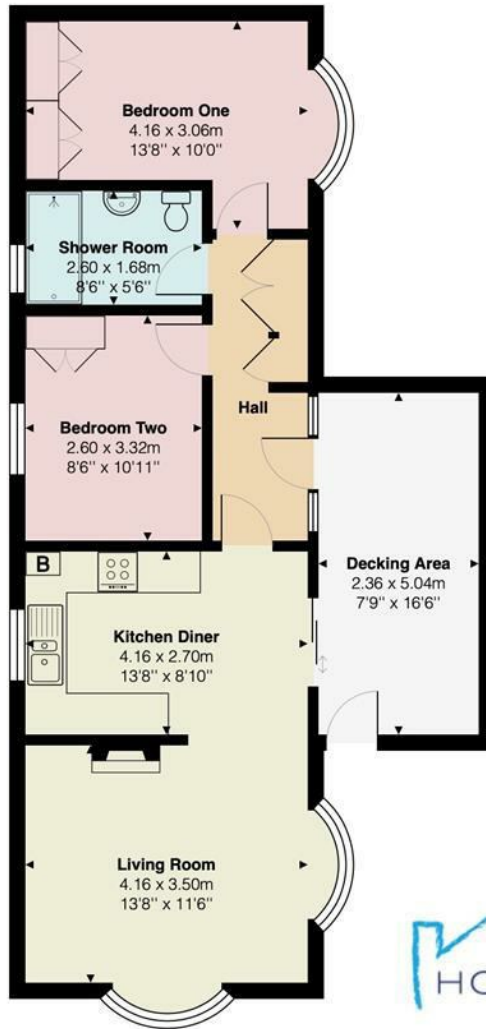 Bedroom One
4.16 x 3.06m
13'8" x 10'0"
Shower Room
2.60 x 1.68m
8'6" x 5'6"
Hall
Bedroom Two
2.60 x 3.32m
8'6" x 10'11"
B
Decking Area
2.36 x 5.04m
7'9" x 16'6"
Kitchen Diner
4.16 x 2.70m
13'8" x 8'10"
Living Room
4.16 x 3.50m
13'8" x 11'6"